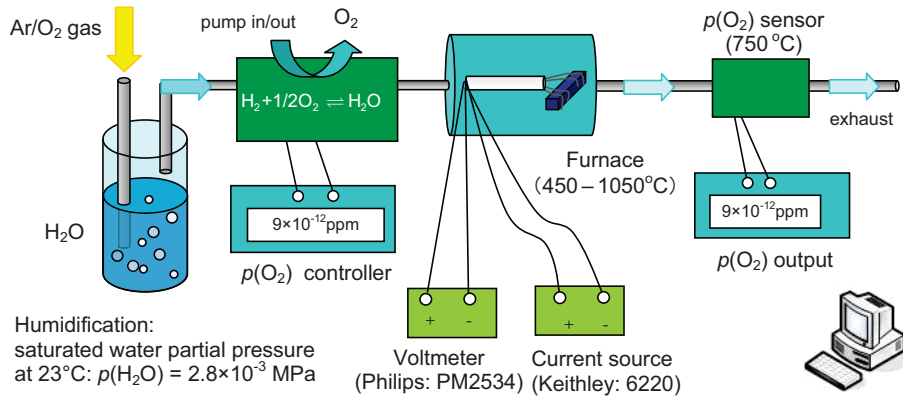 Ar/O₂ gas
pump in/out
O₂
p(O₂) sensor
(750 °C)
H₂+1/2O₂ ⇌ H₂O
exhaust
Furnace
(450 – 1050°C)
H₂O
9×10⁻¹²ppm
9×10⁻¹²ppm
p(O₂) controller
p(O₂) output
+ -
+ -
Humidification:
saturated water partial pressure
at 23°C: p(H₂O) = 2.8×10⁻³ MPa
Voltmeter
(Philips: PM2534)
Current source
(Keithley: 6220)